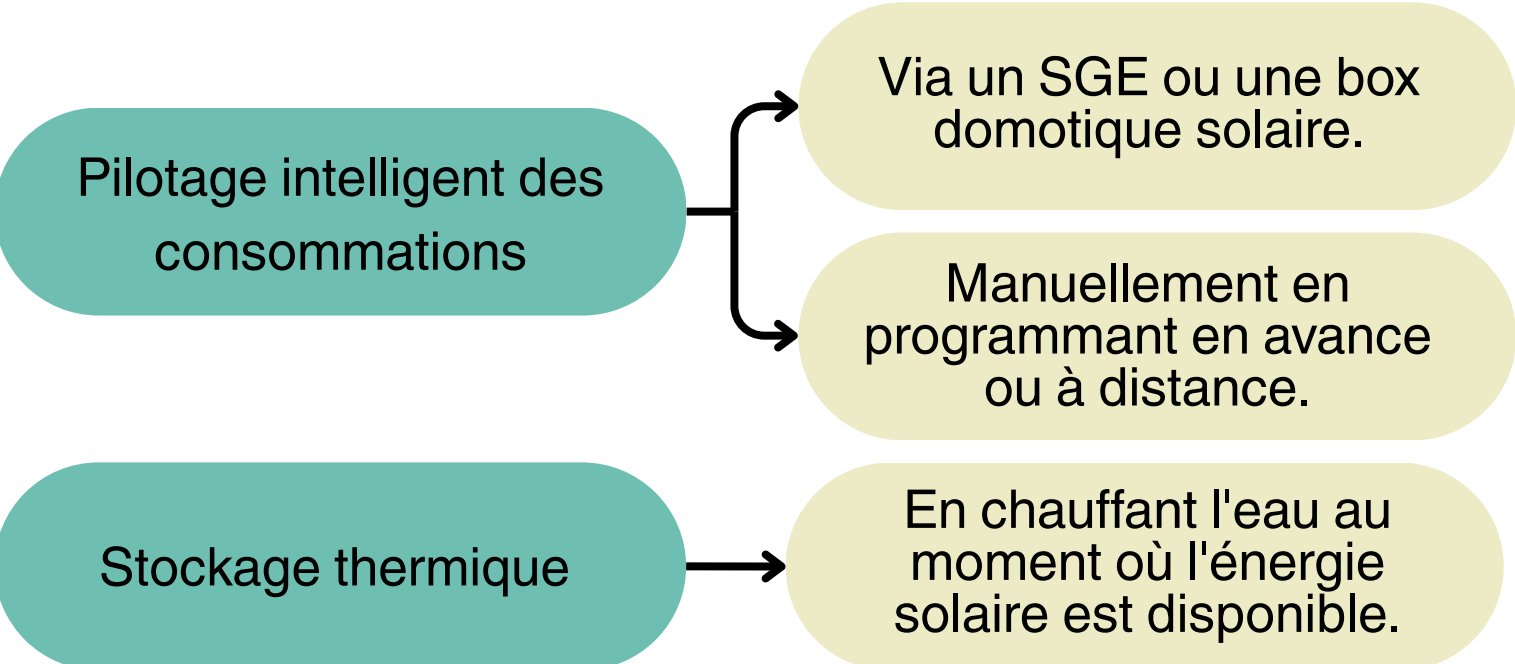 Pilotage intelligent des
consommations
Via un SGE ou une box
domotique solaire.
Manuellement en
programmant en avance
ou à distance.
Stockage thermique
En chauffant l'eau au
moment où l'énergie
solaire est disponible.